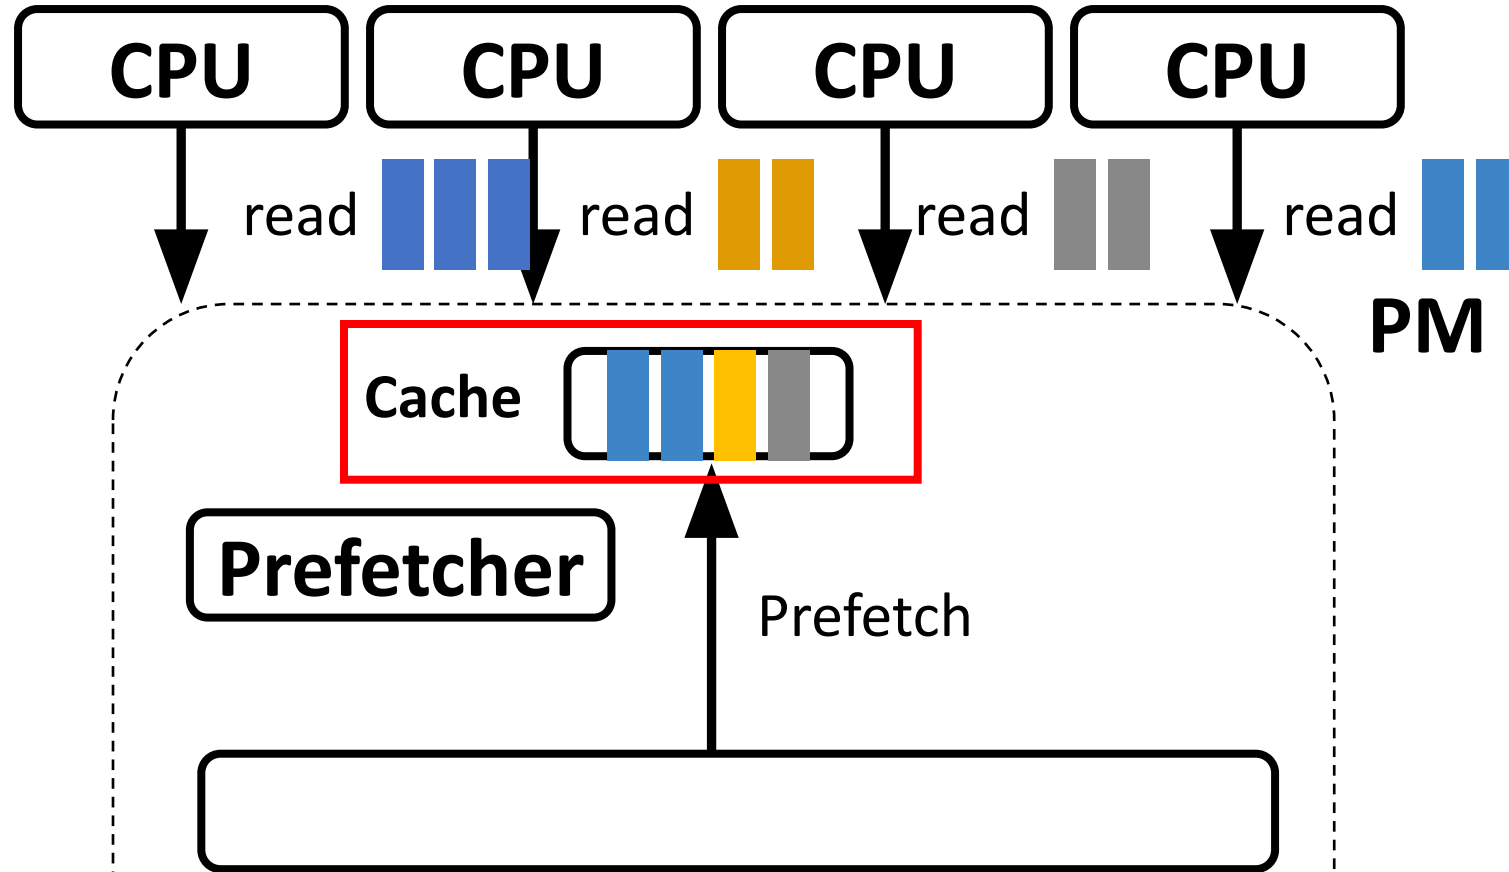 CPU CPU CPU CPU
read read read read
PM
Cache
Prefetcher
Prefetch